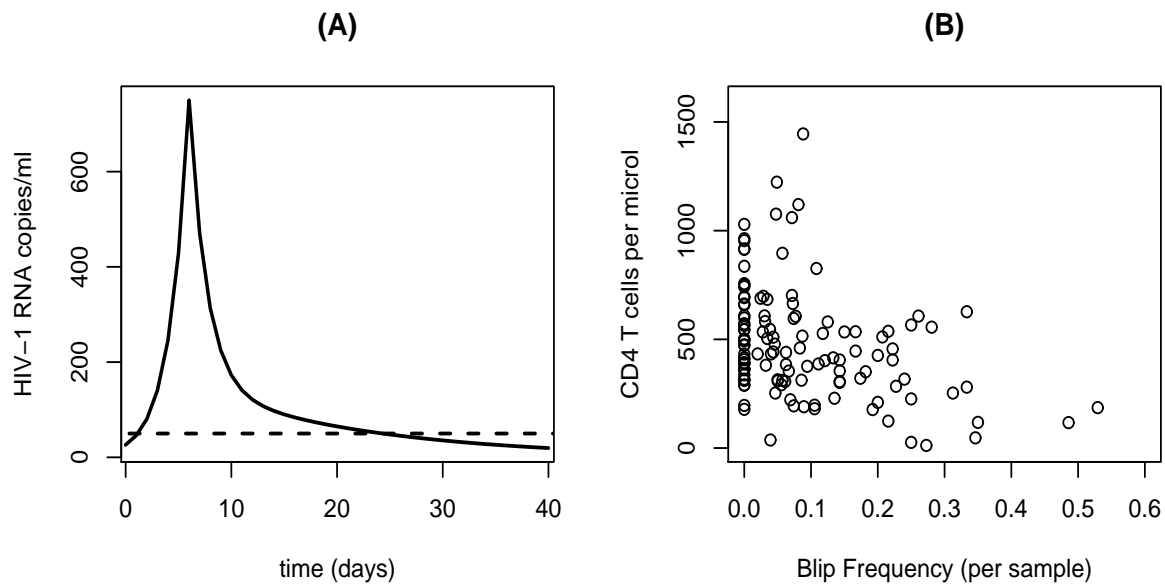 (A)
HIV−1 RNA copies/ml
600
400
200
0
0 10 20 30 40
time (days)
(B)
CD4 T cells per microl
1500
1000
500
0
0.0 0.1 0.2 0.3 0.4 0.5 0.6
Blip Frequency (per sample)